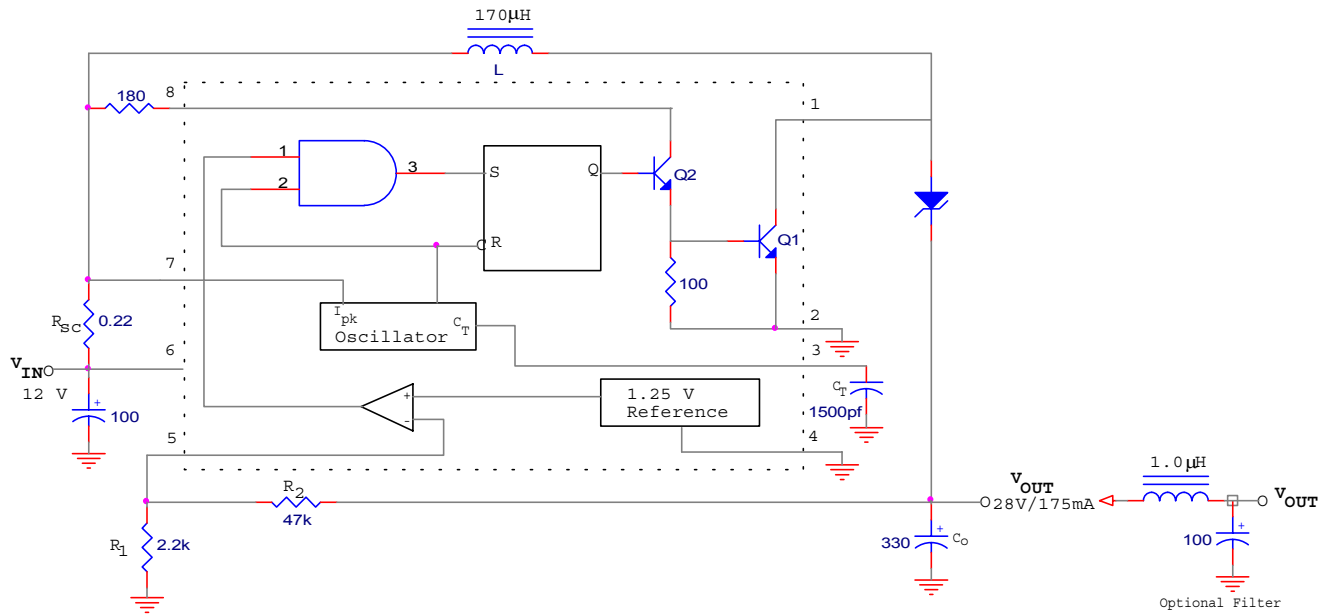 170µH
L
180
8
1
1
2
3
S
Q
Q2
R
Q1
7
100
Rsc
0.22
Ipk
CT
Oscillator
2
6
3
VIN
12 V
+
100
+
-
1.25 V
Reference
CT
1500pf
5
4
R2
47k
VOUT
28V/175mA
1.0µH
VOUT
R1
2.2k
330
+
Co
100
+
Optional Filter